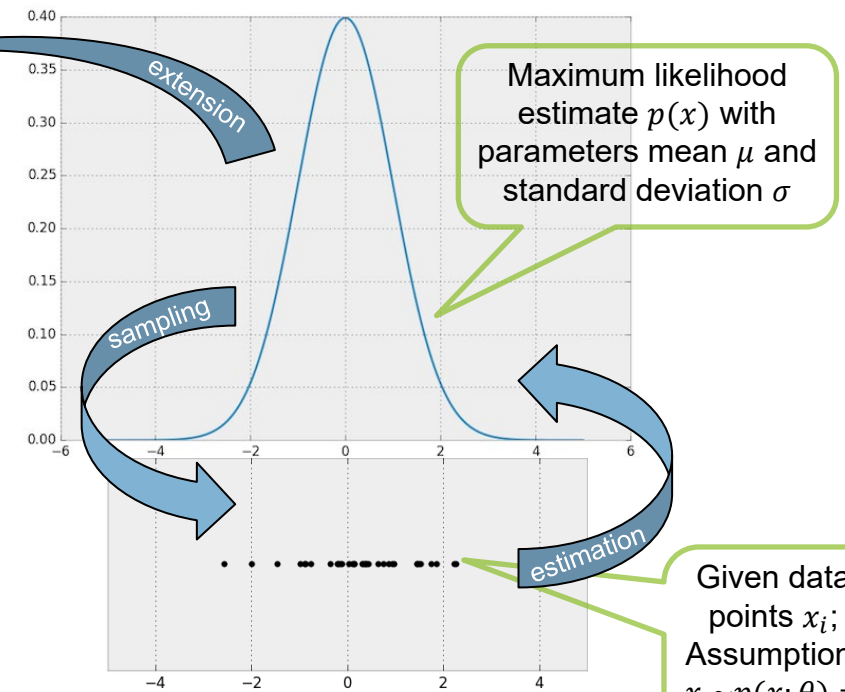 0.40
0.35
0.30
0.25
0.20
0.15
0.10
0.05
0.00
−6
−4
−2
0
2
4
6
extension
Maximum likelihood
estimate p(x) with
parameters mean μ and
standard deviation σ
sampling
estimation
−4
−2
0
2
4
Given data
points xᵢ;
Assumption